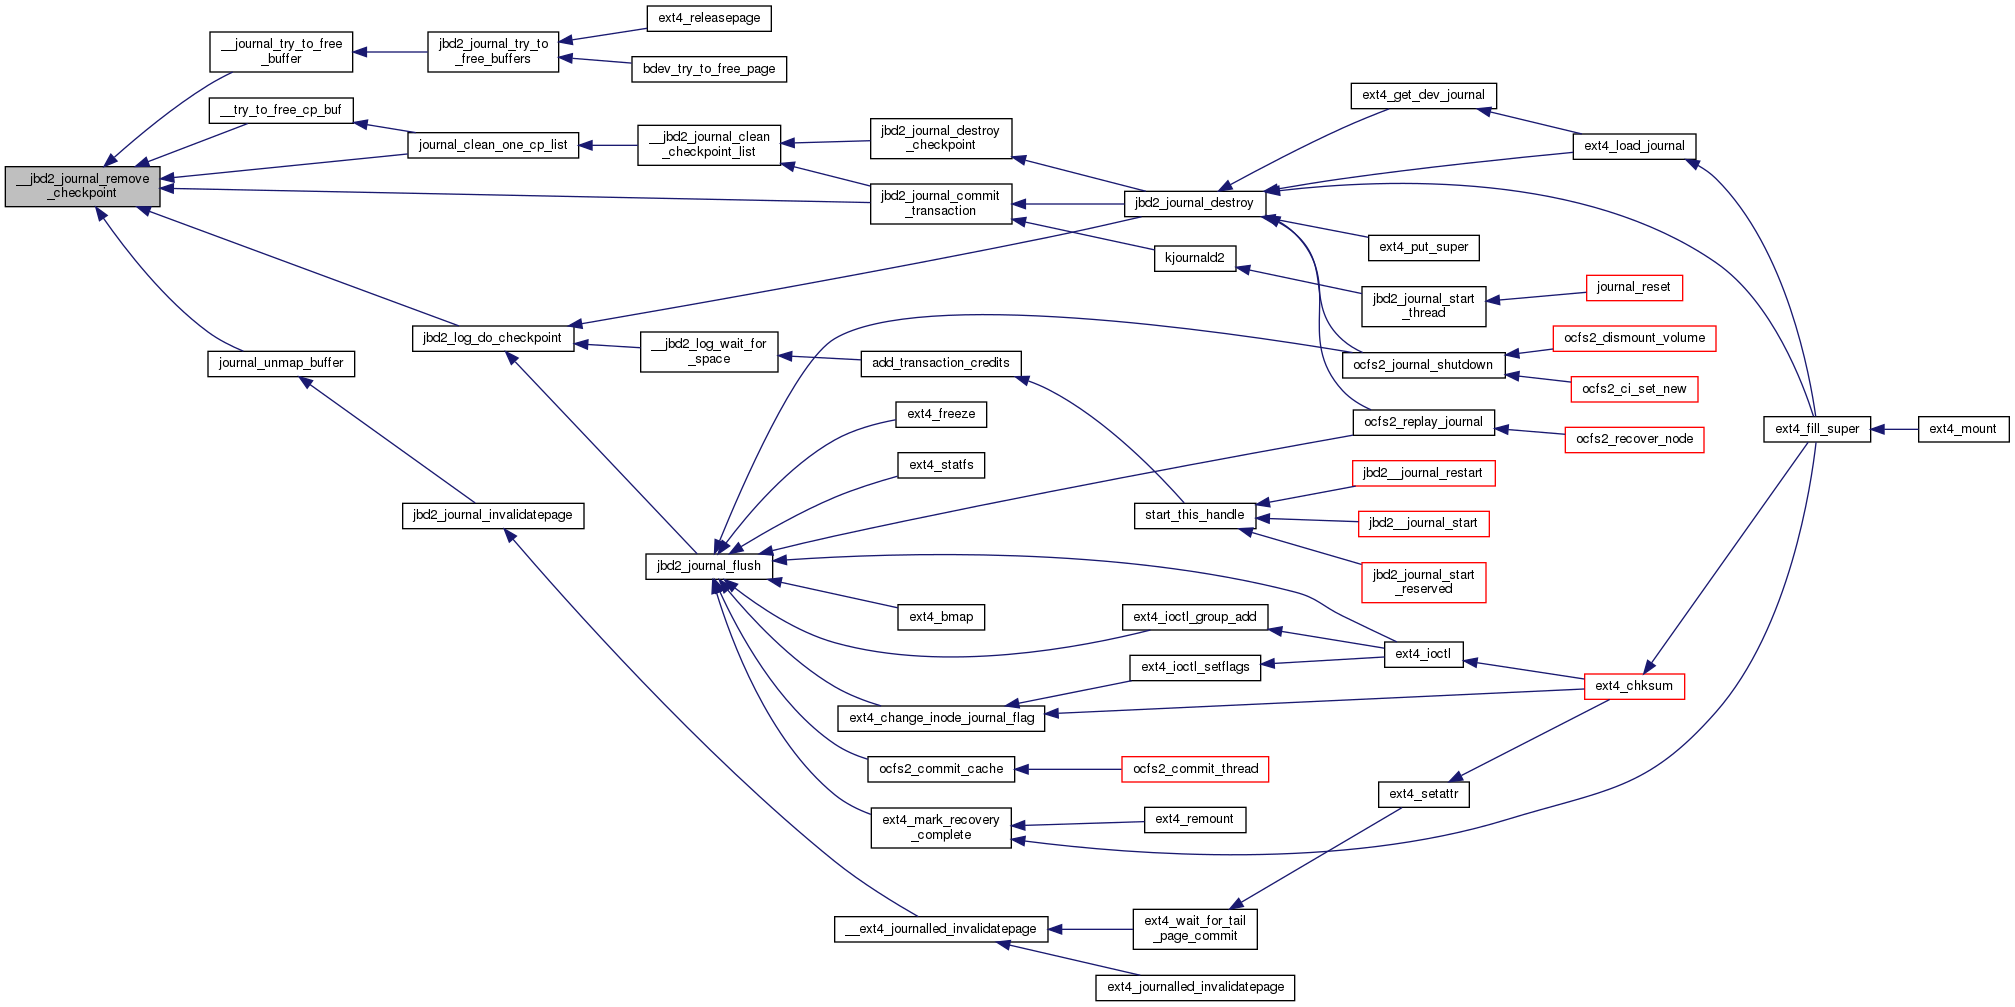 ext4_releasepage
__journal_try_to_free
_buffer
jbd2_journal_try_to
_free_buffers
bdev_try_to_free_page
__try_to_free_cp_buf
journal_clean_one_cp_list
__jbd2_journal_clean
_checkpoint_list
jbd2_journal_destroy
_checkpoint
ext4_get_dev_journal
ext4_load_journal
__jbd2_journal_remove
_checkpoint
jbd2_journal_commit
_transaction
jbd2_journal_destroy
ext4_put_super
kjournald2
jbd2_journal_start
_thread
journal_reset
jbd2_log_do_checkpoint
__jbd2_log_wait_for
_space
add_transaction_credits
ocfs2_journal_shutdown
ocfs2_dismount_volume
ocfs2_ci_set_new
journal_unmap_buffer
ext4_freeze
ocfs2_replay_journal
ocfs2_recover_node
ext4_fill_super
ext4_mount
ext4_statfs
jbd2__journal_restart
jbd2_journal_invalidatepage
start_this_handle
jbd2__journal_start
jbd2_journal_start
_reserved
jbd2_journal_flush
ext4_bmap
ext4_ioctl_group_add
ext4_ioctl
ext4_ioctl_setflags
ext4_chksum
ext4_change_inode_journal_flag
ocfs2_commit_cache
ocfs2_commit_thread
ext4_setattr
ext4_mark_recovery
_complete
ext4_remount
__ext4_journalled_invalidatepage
ext4_wait_for_tail
_page_commit
ext4_journalled_invalidatepage